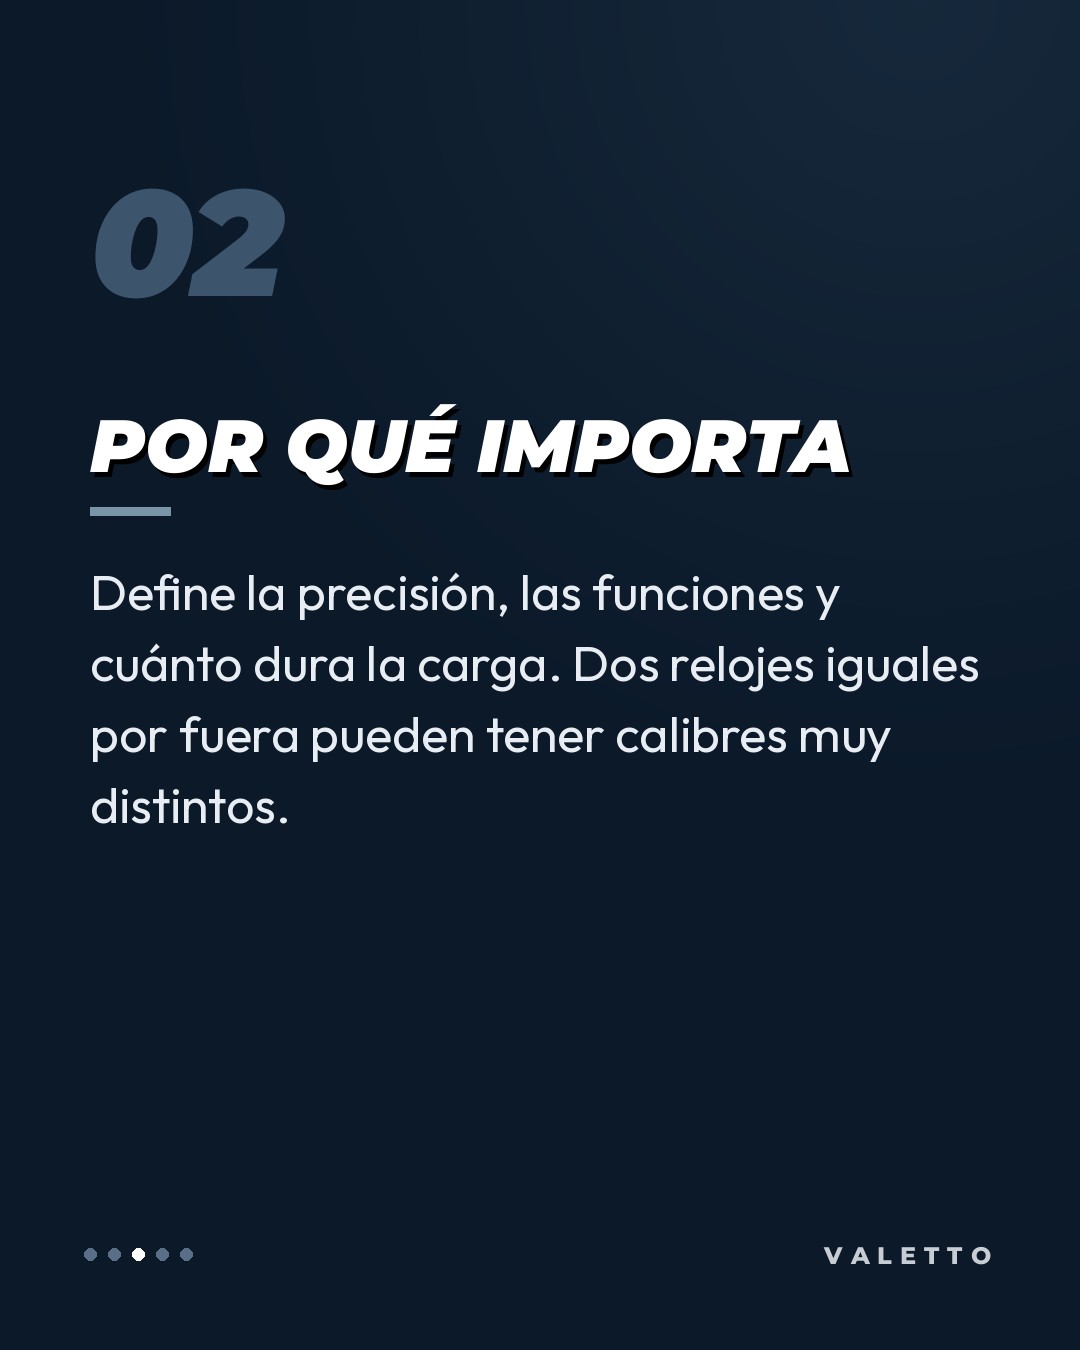 02
POR QUÉ IMPORTA
Define la precisión, las funciones y
cuánto dura la carga. Dos relojes iguales
por fuera pueden tener calibres muy
distintos.
VALETTO